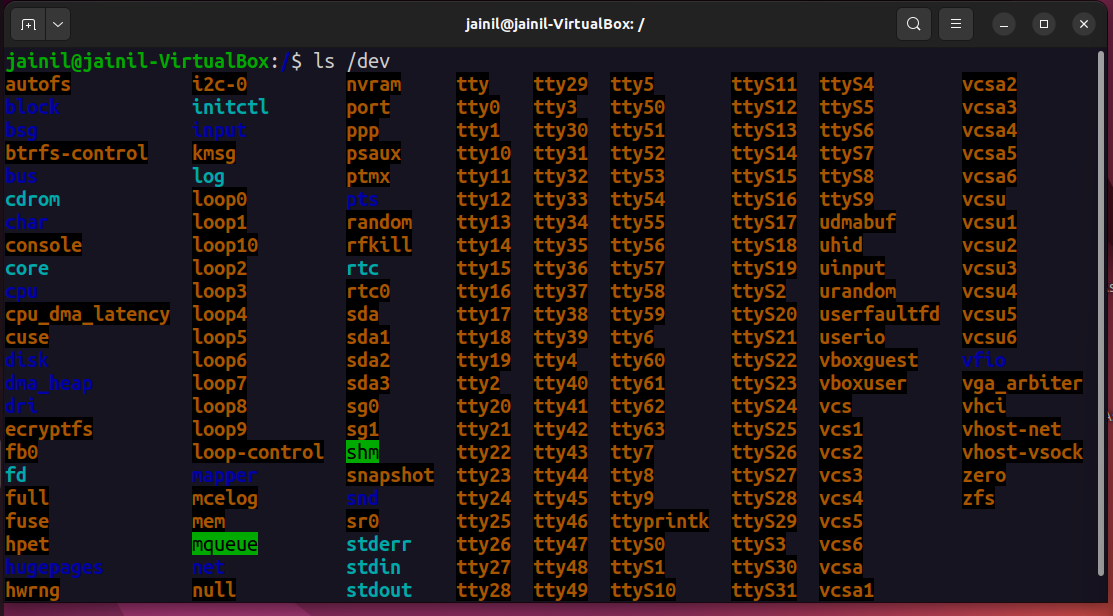 jainil@jainil-VirtualBox: /
jainil@jainil-VirtualBox:/$ ls /dev
autofs i2c-0 nvram tty tty29 tty5 ttyS11 ttyS4 vcsa2
block initctl port tty0 tty3 tty50 ttyS12 ttyS5 vcsa3
bsg input ppp tty1 tty30 tty51 ttyS13 ttyS6 vcsa4
btrfs-control kmsg psaux tty10 tty31 tty52 ttyS14 ttyS7 vcsa5
bus log ptmx tty11 tty32 tty53 ttyS15 ttyS8 vcsa6
cdrom loop0 pts tty12 tty33 tty54 ttyS16 ttyS9 vcsu
char loop1 random tty13 tty34 tty55 ttyS17 udmabuf vcsu1
console loop10 rfkill tty14 tty35 tty56 ttyS18 uhid vcsu2
core loop2 rtc tty15 tty36 tty57 ttyS19 uinput vcsu3
cpu loop3 rtc0 tty16 tty37 tty58 ttyS2 urandom vcsu4
cpu_dma_latency loop4 sda tty17 tty38 tty59 ttyS20 userfaultfd vcsu5
cuse loop5 sda1 tty18 tty39 tty6 ttyS21 userio vcsu6
disk loop6 sda2 tty19 tty4 tty60 ttyS22 vboxguest vfio
dma_heap loop7 sda3 tty2 tty40 tty61 ttyS23 vboxuser vga_arbiter
dri loop8 sg0 tty20 tty41 tty62 ttyS24 vcs vhci
ecryptfs loop9 sg1 tty21 tty42 tty63 ttyS25 vcs1 vhost-net
fb0 loop-control shm tty22 tty43 tty7 ttyS26 vcs2 vhost-vsock
fd mapper snapshot tty23 tty44 tty8 ttyS27 vcs3 zero
full mcelog snd tty24 tty45 tty9 ttyS28 vcs4 zfs
fuse mem sr0 tty25 tty46 ttyprintk ttyS29 vcs5
hpet mqueue stderr tty26 tty47 ttyS0 ttyS3 vcs6
hugepages net stdin tty27 tty48 ttyS1 ttyS30 vcsa
hwrng null stdout tty28 tty49 ttyS10 ttyS31 vcsa1